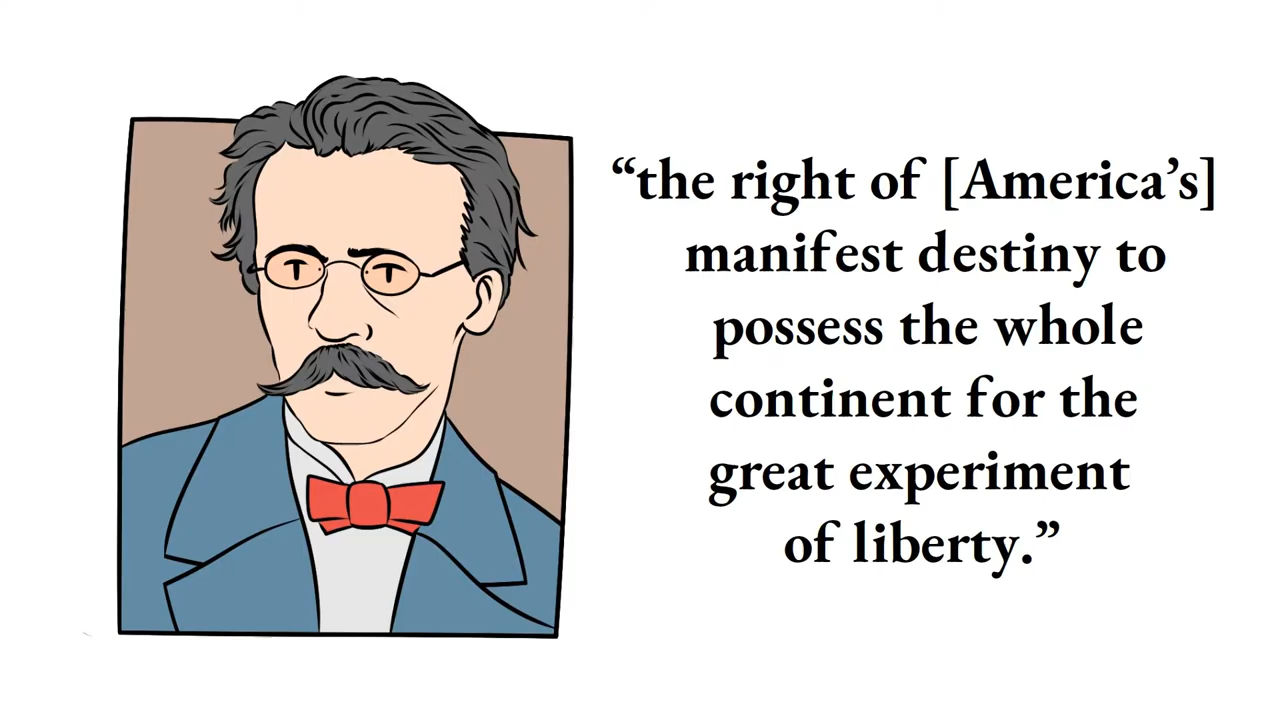 “the right of [America’s]
manifest destiny to
possess the whole
continent for the
great experiment
of liberty.”